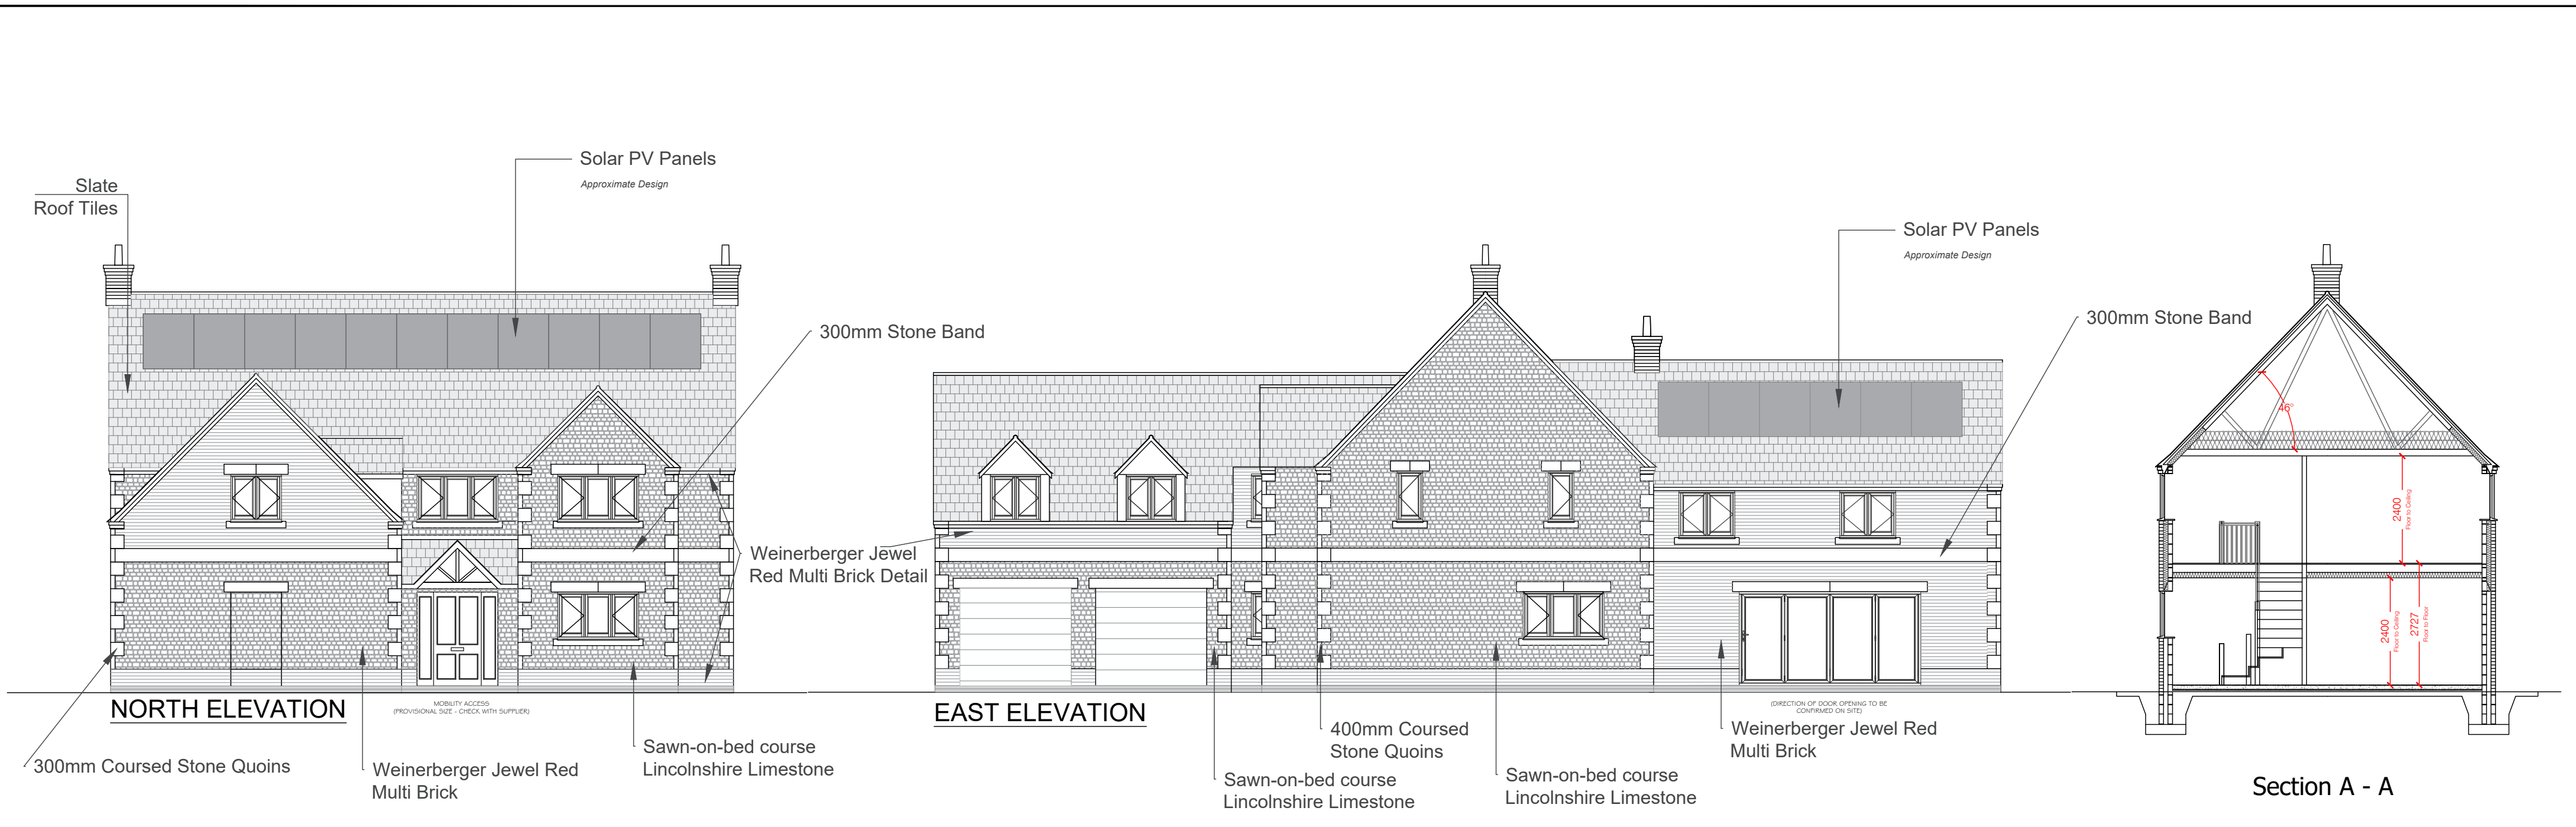 Slate
Roof Tiles
Solar PV Panels
Approximate Design
300mm Stone Band
Weinerberger Jewel
Red Multi Brick Detail
NORTH ELEVATION
MOBILITY ACCESS
(PROVISIONAL SIZE - CHECK WITH SUPPLIER)
300mm Coursed Stone Quoins
Weinerberger Jewel Red
Multi Brick
Sawn-on-bed course
Lincolnshire Limestone
Solar PV Panels
Approximate Design
300mm Stone Band
EAST ELEVATION
(DIRECTION OF DOOR OPENING TO BE
CONFIRMED ON SITE)
Sawn-on-bed course
Lincolnshire Limestone
400mm Coursed
Stone Quoins
Sawn-on-bed course
Lincolnshire Limestone
Weinerberger Jewel Red
Multi Brick
46°
2400
Floor to Ceiling
2400
Floor to Ceiling
2727
Floor to Floor
Section A - A